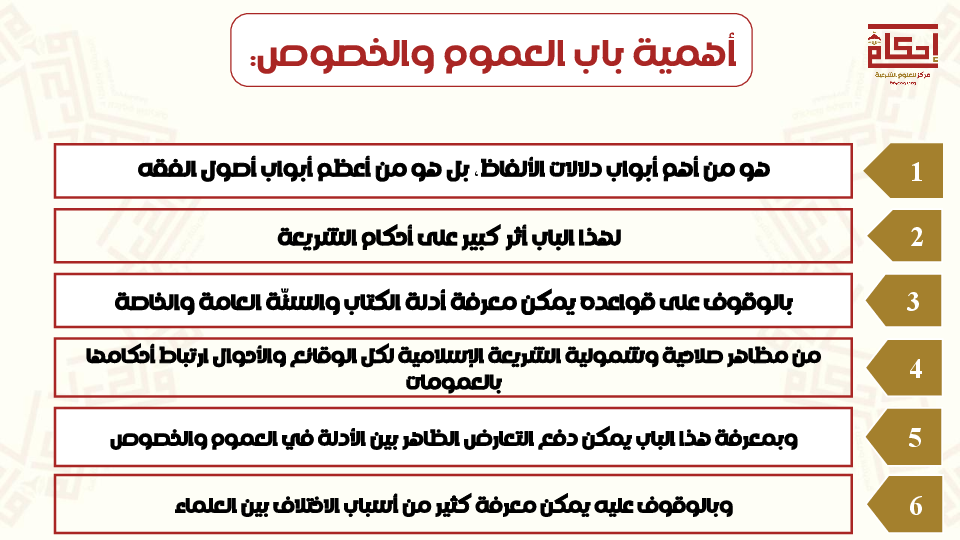 أهمية باب العموم والخصوص:
إحكام
مركز للعلوم الشرعية
1
هو من أهم أبواب دلالات الألفاظ، بل هو من أعظم أبواب أصول الفقه
2
لهذا الباب أثر كبير على أحكام الشريعة
3
بالوقوف على قواعده يمكن معرفة أدلة الكتاب والسنّة العامة والخاصة
4
من مظاهر صلاحية وشمولية الشريعة الإسلامية لكل الوقائع والأحوال ارتباط أحكامها
بالعمومات
5
وبمعرفة هذا الباب يمكن دفع التعارض الظاهر بين الأدلة في العموم والخصوص
6
وبالوقوف عليه يمكن معرفة كثير من أسباب الاختلاف بين العلماء